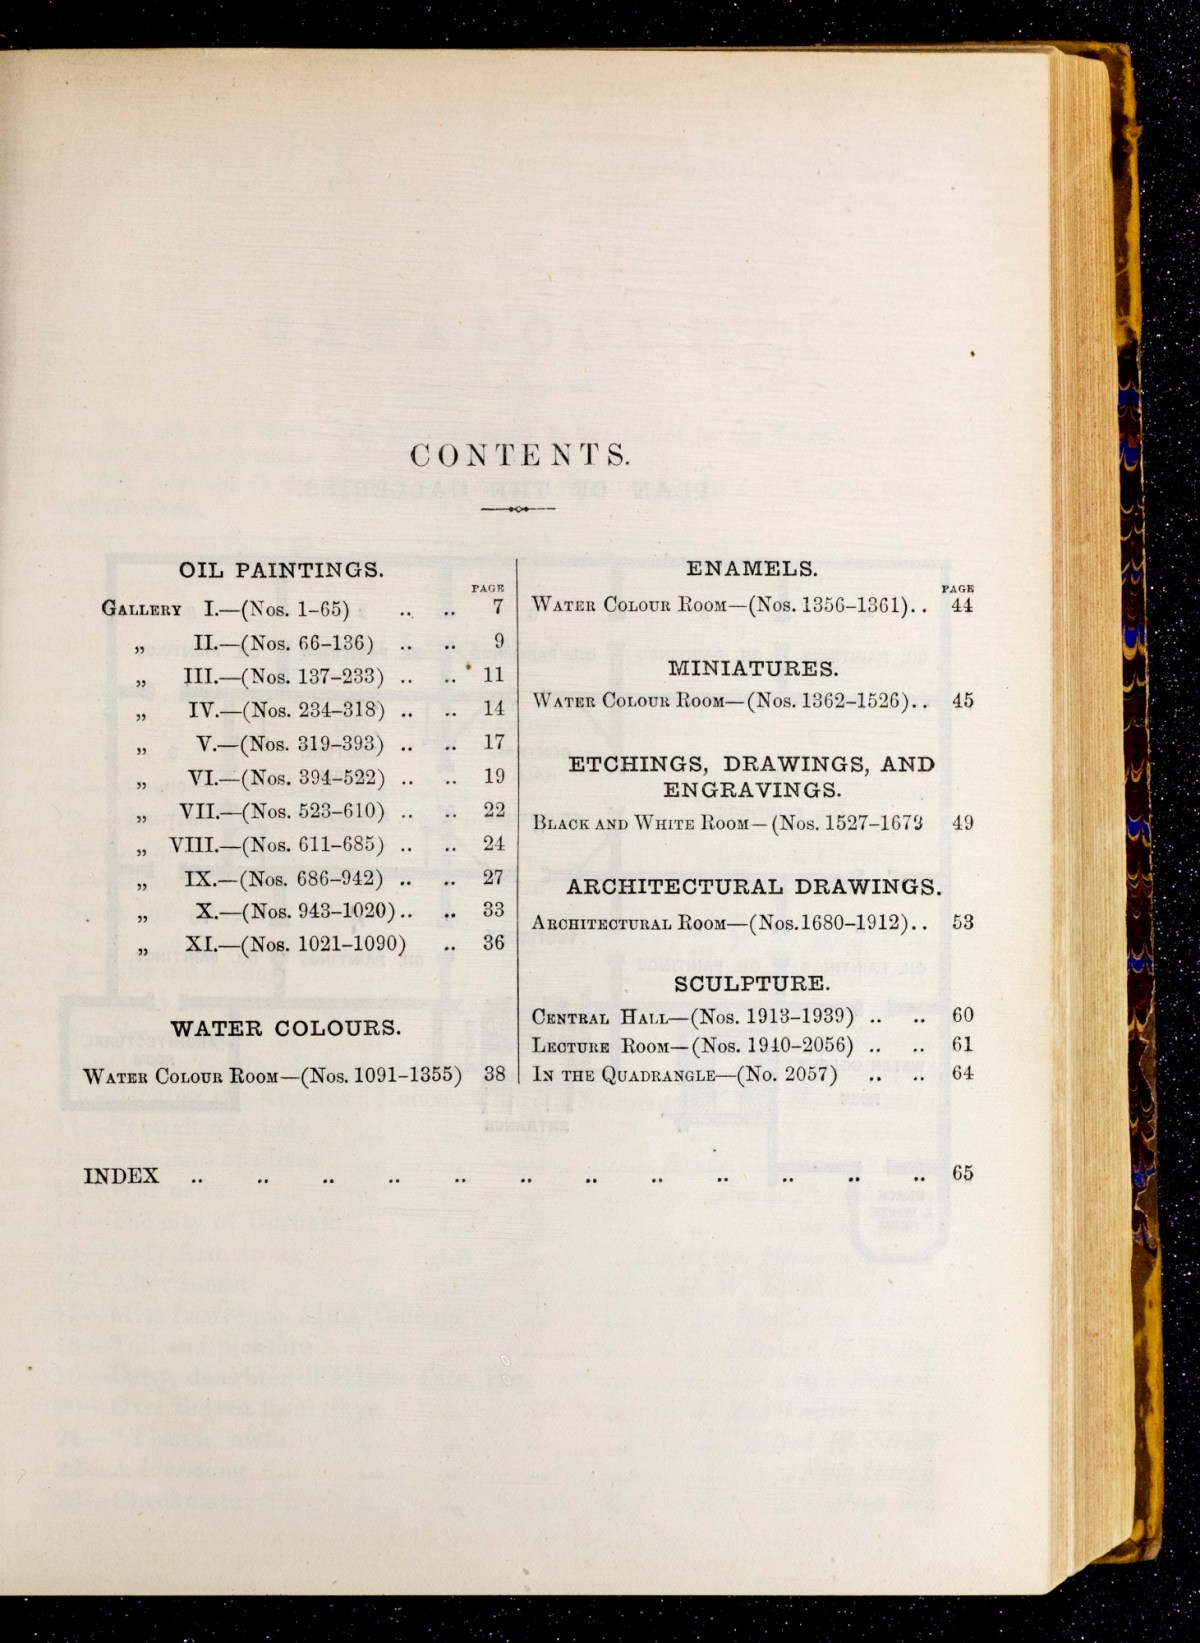 CONTENTS.
OIL PAINTINGS.
PAGE
GALLERY I.—(Nos. 1–65) .. .. 7
„ II.—(Nos. 66–136) .. .. 9
„ III.—(Nos. 137–233) .. .. 11
„ IV.—(Nos. 234–318) .. .. 14
„ V.—(Nos. 319–393) .. .. 17
„ VI.—(Nos. 394–522) .. .. 19
„ VII.—(Nos. 523–610) .. .. 22
„ VIII.—(Nos. 611–685) .. .. 24
„ IX.—(Nos. 686–942) .. .. 27
„ X.—(Nos. 943–1020) .. .. 33
„ XI.—(Nos. 1021–1090) .. 36
WATER COLOURS.
WATER COLOUR ROOM—(Nos. 1091–1355) 38
ENAMELS.
PAGE
WATER COLOUR ROOM—(Nos. 1356–1361) .. 44
MINIATURES.
WATER COLOUR ROOM—(Nos. 1362–1526) .. 45
ETCHINGS, DRAWINGS, AND
ENGRAVINGS.
BLACK AND WHITE ROOM—(Nos. 1527–1679 49
ARCHITECTURAL DRAWINGS.
ARCHITECTURAL ROOM—(Nos. 1680–1912) .. 53
SCULPTURE.
CENTRAL HALL—(Nos. 1913–1939) .. .. 60
LECTURE ROOM—(Nos. 1940–2056) .. .. 61
IN THE QUADRANGLE—(No. 2057) .. .. 64
INDEX .. .. .. .. .. .. .. .. .. .. .. .. 65